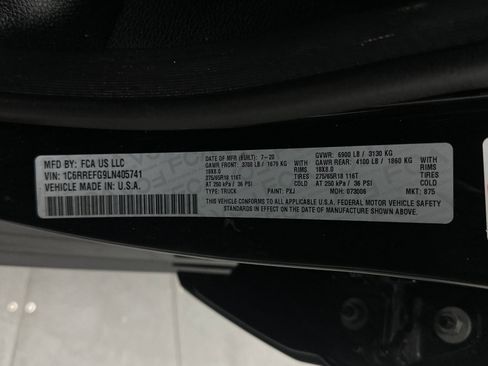 MFD BY: FCA US LLC
VIN: 1C6RREFG9LN405741
VEHICLE MADE IN: U.S.A.
DATE OF MFR (BUILT): 7-20 GVWR: 6900 LB / 3130 KG
GAWR FRONT: 3700 LB / 1679 KG GAWR REAR: 4100 LB / 1860 KG
18X8.0 RIMS 18X8.0 RIMS
275/65R18 116T TIRES 275/65R18 116T TIRES
AT 250 kPa / 36 PSI COLD AT 250 kPa / 36 PSI COLD
TYPE: TRUCK PAINT: PXJ MDH: 073006 MKT: 875
THIS VEHICLE CONFORMS TO ALL APPLICABLE U.S.A. FEDERAL MOTOR VEHICLE SAFETY
STANDARDS IN EFFECT ON THE DATE OF MANUFACTURE SHOWN ABOVE.